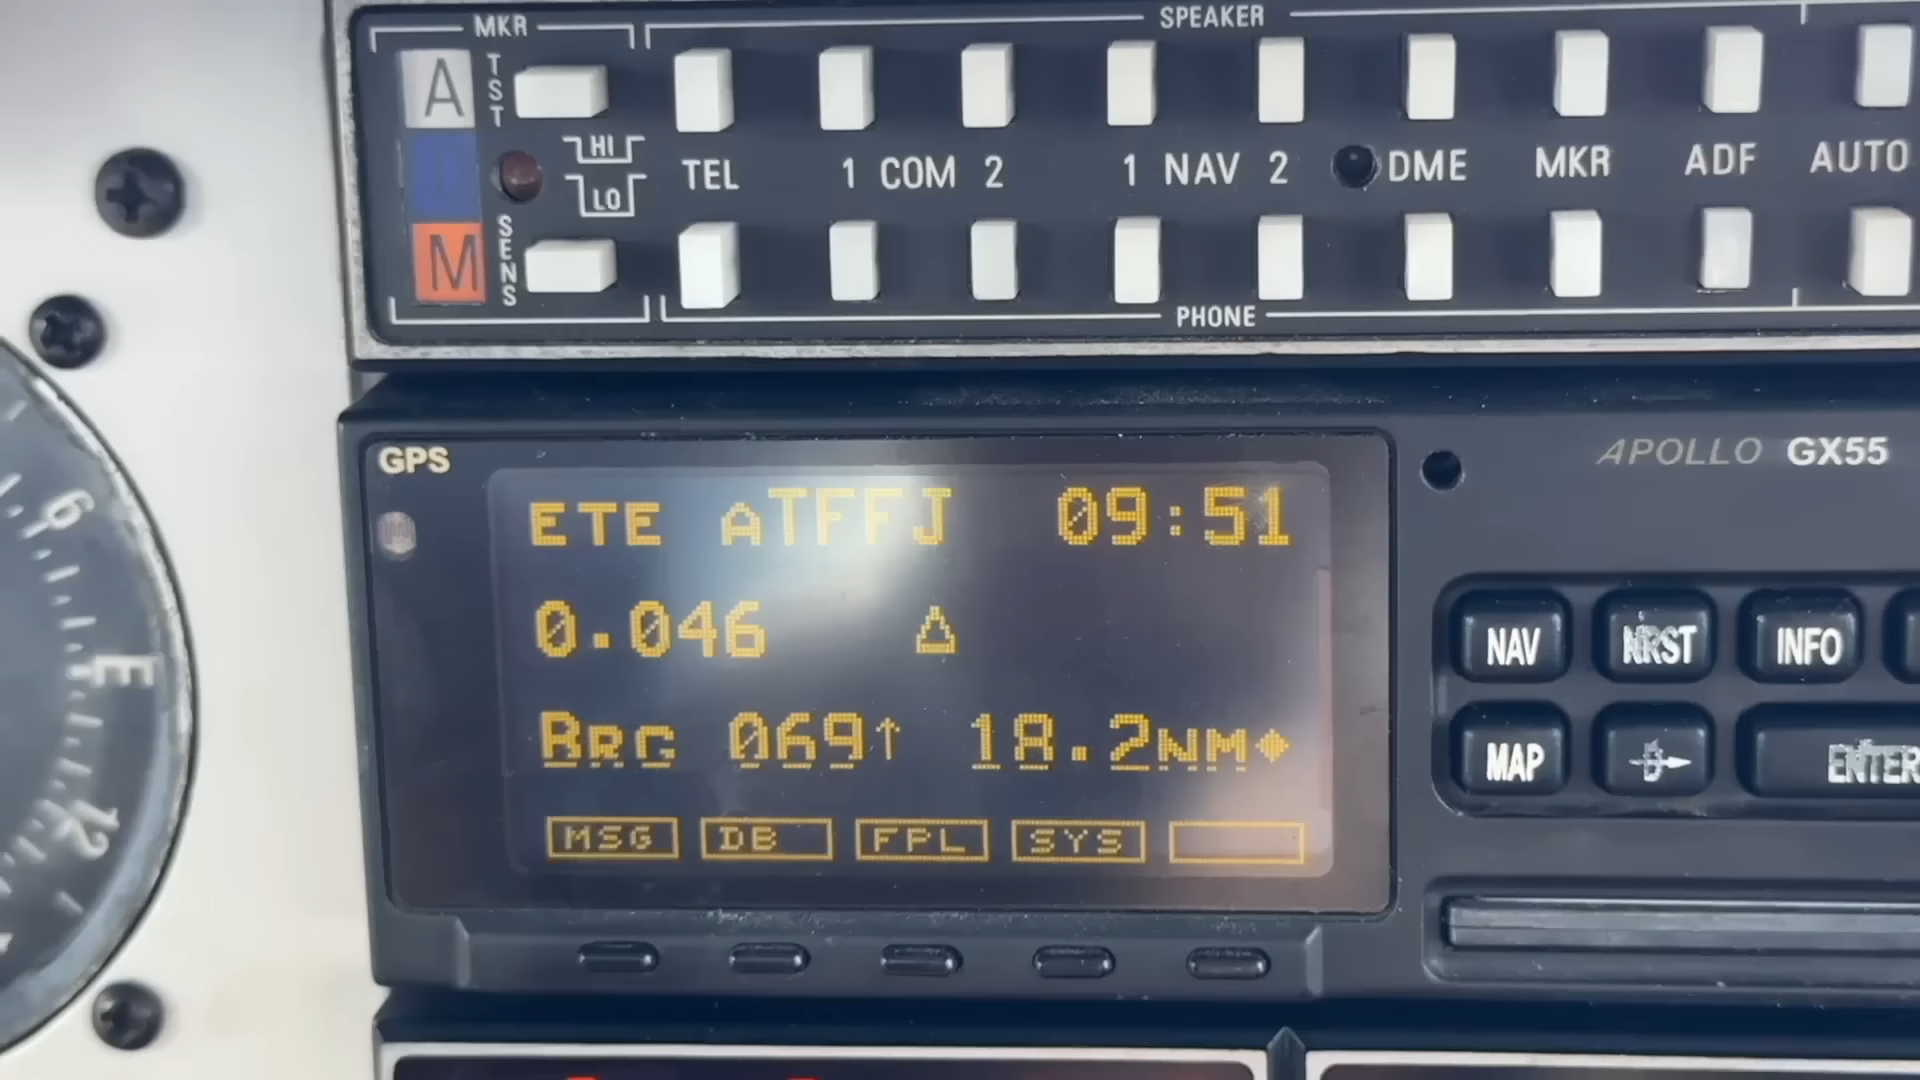 MKR
SPEAKER
A
TST
HI
LO
TEL 1 COM 2 1 NAV 2 DME MKR ADF AUTO
M
SENS
PHONE
GPS
APOLLO GX55
ETE ATFFJ 09:51
0.046
BRG 069↑ 18.2NM
NAV NRST INFO
MAP D ENTER
MSG DB FPL SYS
6
E
12